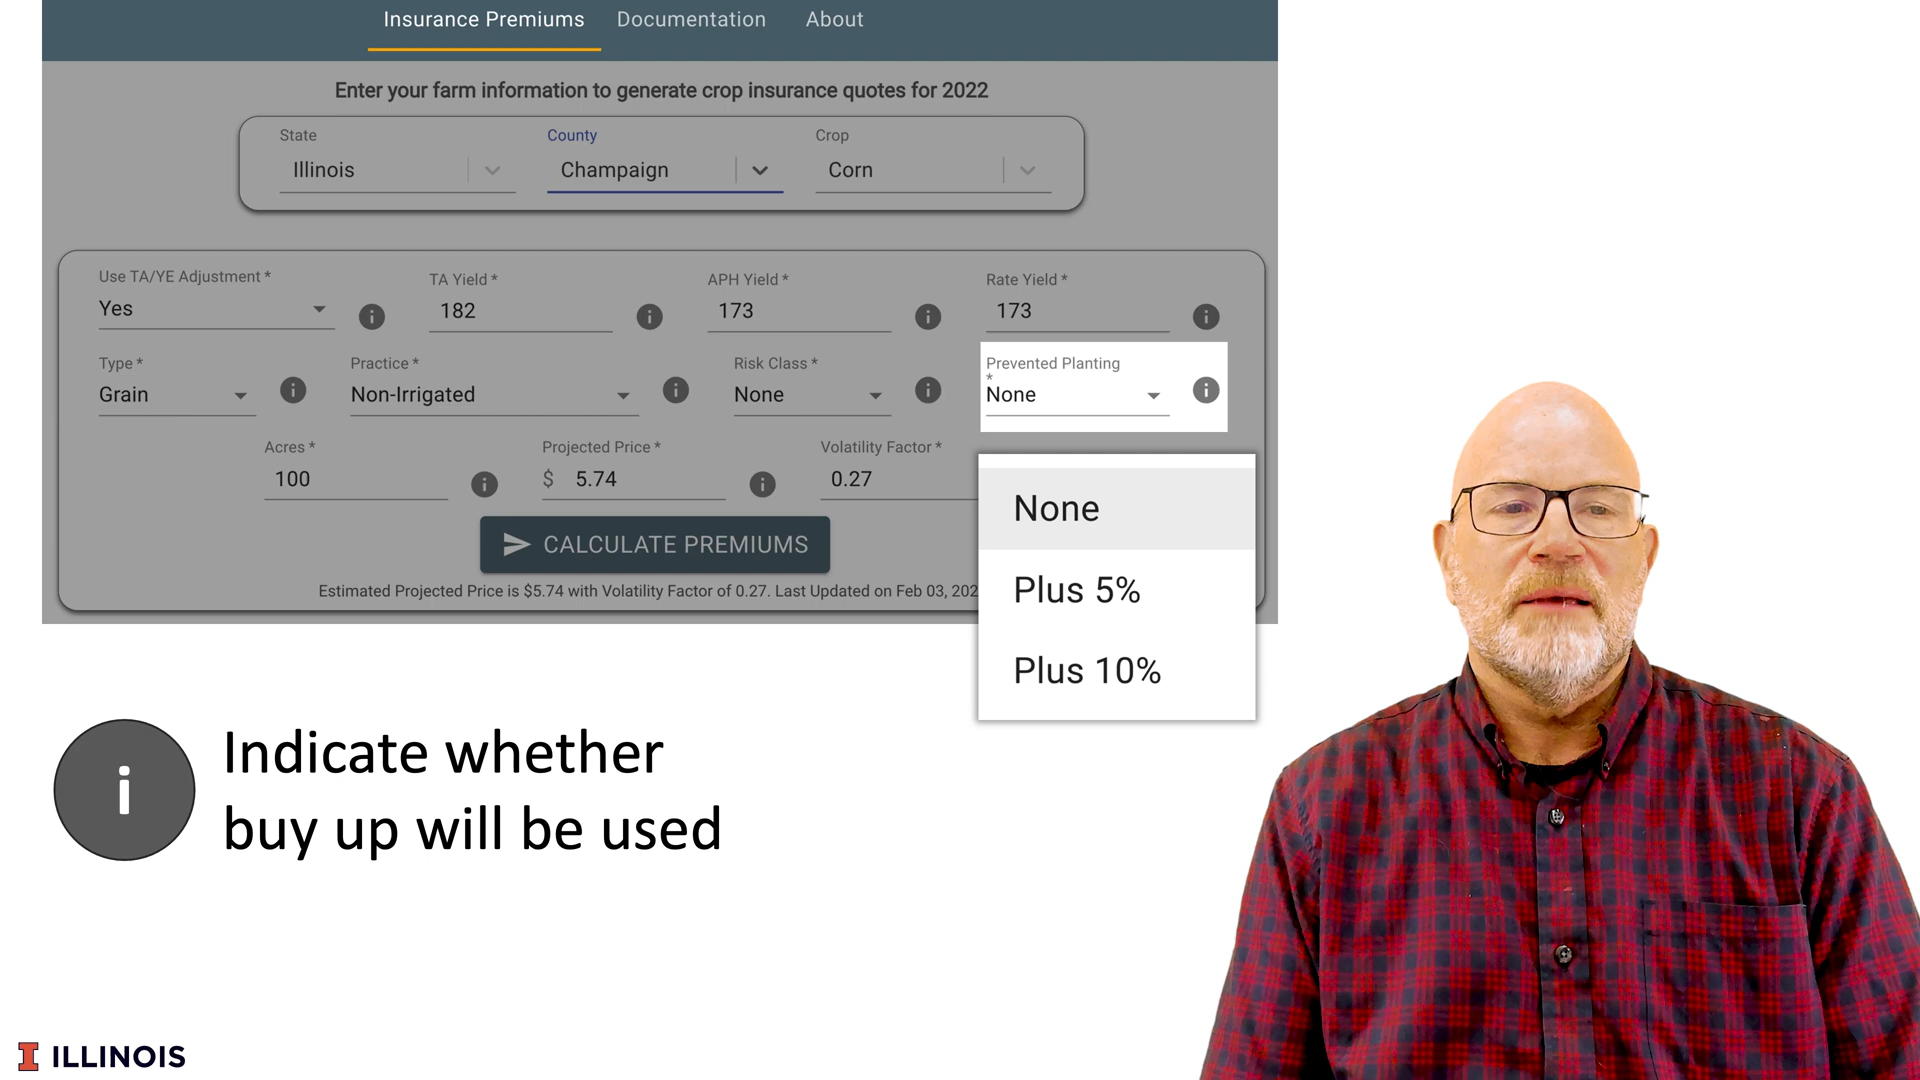 Insurance Premiums Documentation About
Enter your farm information to generate crop insurance quotes for 2022
State County Crop
Illinois Champaign Corn
Use TA/YE Adjustment * TA Yield * APH Yield * Rate Yield *
Yes 182 173 173
Type * Practice * Risk Class * Prevented Planting
*
Grain Non-Irrigated None None
Acres * Projected Price * Volatility Factor *
100 $ 5.74 0.27
None
CALCULATE PREMIUMS
Estimated Projected Price is $5.74 with Volatility Factor of 0.27. Last Updated on Feb 03, 202
Plus 5%
Plus 10%
i Indicate whether
buy up will be used
I ILLINOIS